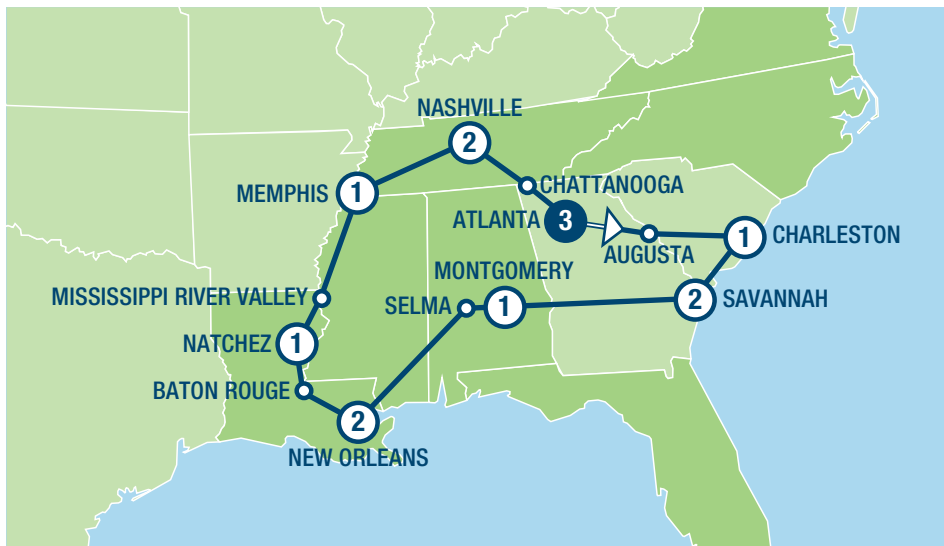 NASHVILLE
2
MEMPHIS
1
CHATTANOOGA
ATLANTA
3
AUGUSTA
1
CHARLESTON
MONTGOMERY
MISSISSIPPI RIVER VALLEY
SELMA
1
2
SAVANNAH
NATCHEZ
1
BATON ROUGE
2
NEW ORLEANS